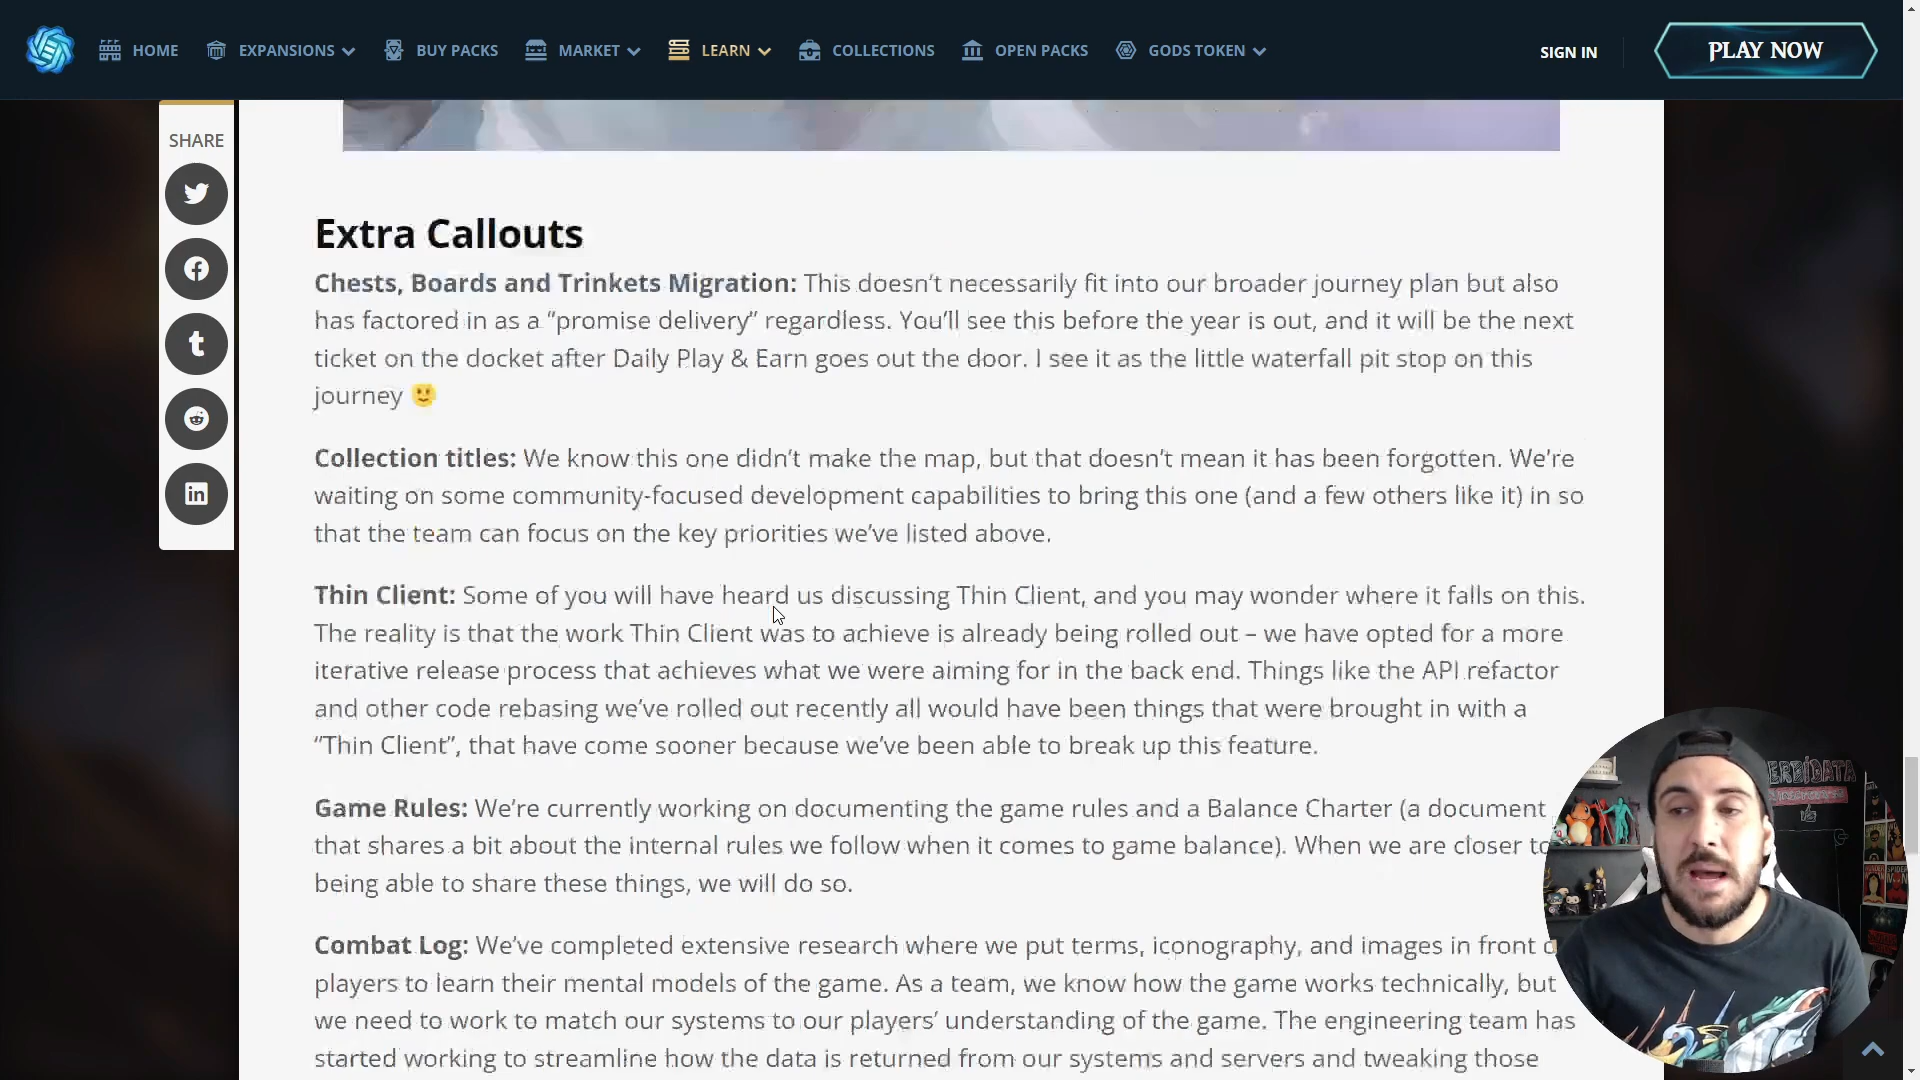 HOME EXPANSIONS BUY PACKS MARKET LEARN COLLECTIONS OPEN PACKS GODS TOKEN SIGN IN PLAY NOW
SHARE
Extra Callouts
Chests, Boards and Trinkets Migration: This doesn’t necessarily fit into our broader journey plan but also
has factored in as a “promise delivery” regardless. You’ll see this before the year is out, and it will be the next
ticket on the docket after Daily Play & Earn goes out the door. I see it as the little waterfall pit stop on this
journey 🙂
Collection titles: We know this one didn’t make the map, but that doesn’t mean it has been forgotten. We’re
waiting on some community-focused development capabilities to bring this one (and a few others like it) in so
that the team can focus on the key priorities we’ve listed above.
Thin Client: Some of you will have heard us discussing Thin Client, and you may wonder where it falls on this.
The reality is that the work Thin Client was to achieve is already being rolled out – we have opted for a more
iterative release process that achieves what we were aiming for in the back end. Things like the API refactor
and other code rebasing we’ve rolled out recently all would have been things that were brought in with a
“Thin Client”, that have come sooner because we’ve been able to break up this feature.
Game Rules: We’re currently working on documenting the game rules and a Balance Charter (a document
that shares a bit about the internal rules we follow when it comes to game balance). When we are closer to
being able to share these things, we will do so.
Combat Log: We’ve completed extensive research where we put terms, iconography, and images in front
players to learn their mental models of the game. As a team, we know how the game works technically, but
we need to work to match our systems to our players’ understanding of the game. The engineering team has
started working to streamline how the data is returned from our systems and servers and tweaking those